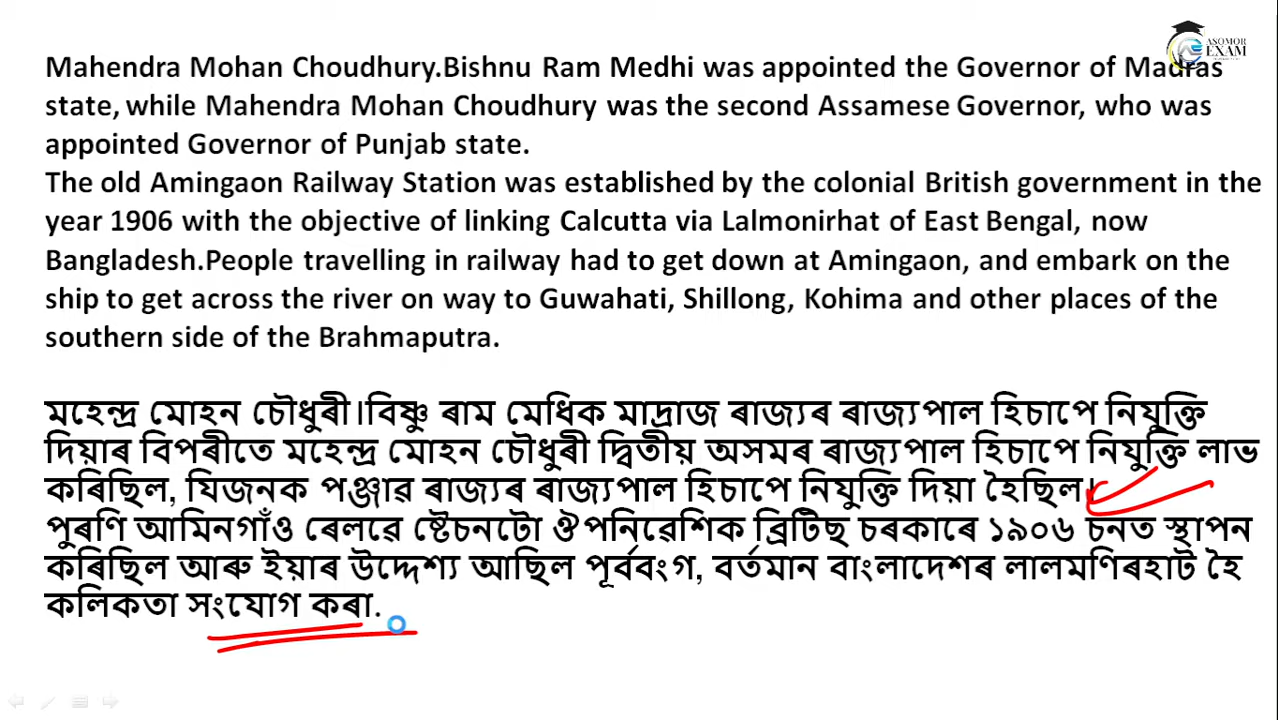 ASOMOR
EXAM
Mahendra Mohan Choudhury.Bishnu Ram Medhi was appointed the Governor of Madras
state, while Mahendra Mohan Choudhury was the second Assamese Governor, who was
appointed Governor of Punjab state.
The old Amingaon Railway Station was established by the colonial British government in the
year 1906 with the objective of linking Calcutta via Lalmonirhat of East Bengal, now
Bangladesh.People travelling in railway had to get down at Amingaon, and embark on the
ship to get across the river on way to Guwahati, Shillong, Kohima and other places of the
southern side of the Brahmaputra.
মহেন্দ্ৰ মোহন চৌধুৰী।বিষ্ণু ৰাম মেধিক মাদ্ৰাজ ৰাজ্যৰ ৰাজ্যপাল হিচাপে নিযুক্তি
দিয়াৰ বিপৰীতে মহেন্দ্ৰ মোহন চৌধুৰী দ্বিতীয় অসমৰ ৰাজ্যপাল হিচাপে নিযুক্তি লাভ
কৰিছিল, যিজনক পঞ্জাৱ ৰাজ্যৰ ৰাজ্যপাল হিচাপে নিযুক্তি দিয়া হৈছিল।
পুৰণি আমিনগাঁও ৰেলৱে ষ্টেচনটো ঔপনিৱেশিক ব্ৰিটিছ চৰকাৰে ১৯০৬ চনত স্থাপন
কৰিছিল আৰু ইয়াৰ উদ্দেশ্য আছিল পূৰ্ববংগ, বৰ্তমান বাংলাদেশৰ লালমণিৰহাট হৈ
কলিকতা সংযোগ কৰা.